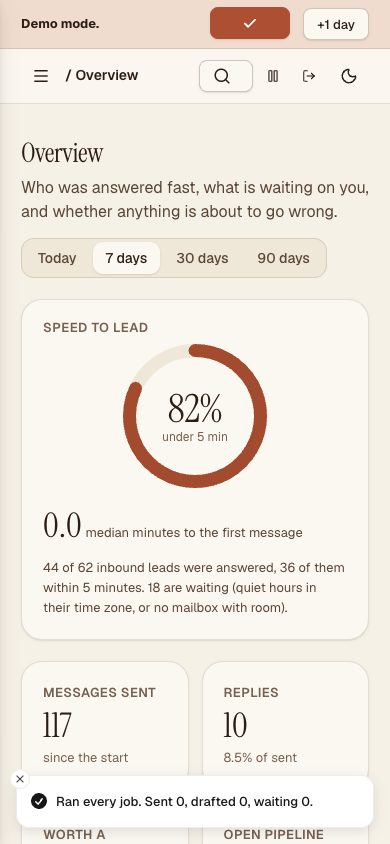 Demo mode.
+1 day
/ Overview
Overview
Who was answered fast, what is waiting on you,
and whether anything is about to go wrong.
Today
7 days
30 days
90 days
SPEED TO LEAD
82%
under 5 min
0.0 median minutes to the first message
44 of 62 inbound leads were answered, 36 of them
within 5 minutes. 18 are waiting (quiet hours in
their time zone, or no mailbox with room).
MESSAGES SENT
117
since the start
REPLIES
10
8.5% of sent
Ran every job. Sent 0, drafted 0, waiting 0.
WORTH A
OPEN PIPELINE